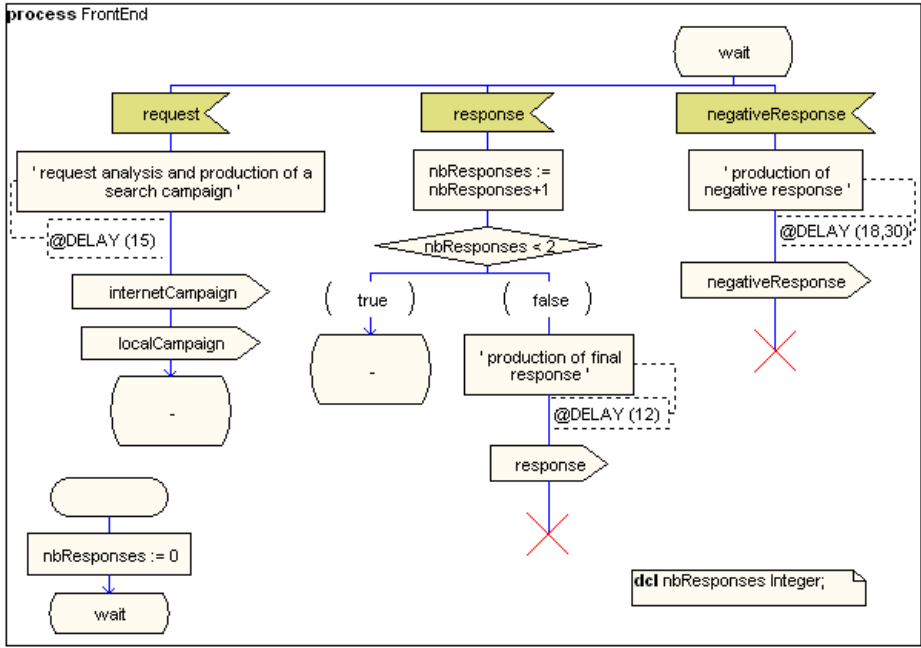 process FrontEnd
wait
request
response
negativeResponse
' request analysis and production of a
search campaign '
nbResponses :=
nbResponses+1
' production of
negative response '
@DELAY (15)
@DELAY (18,30)
nbResponses < 2
internetCampaign
( true )
( false )
negativeResponse
localCampaign
' production of final
response '
-
-
@DELAY (12)
response
nbResponses := 0
dcl nbResponses Integer;
wait